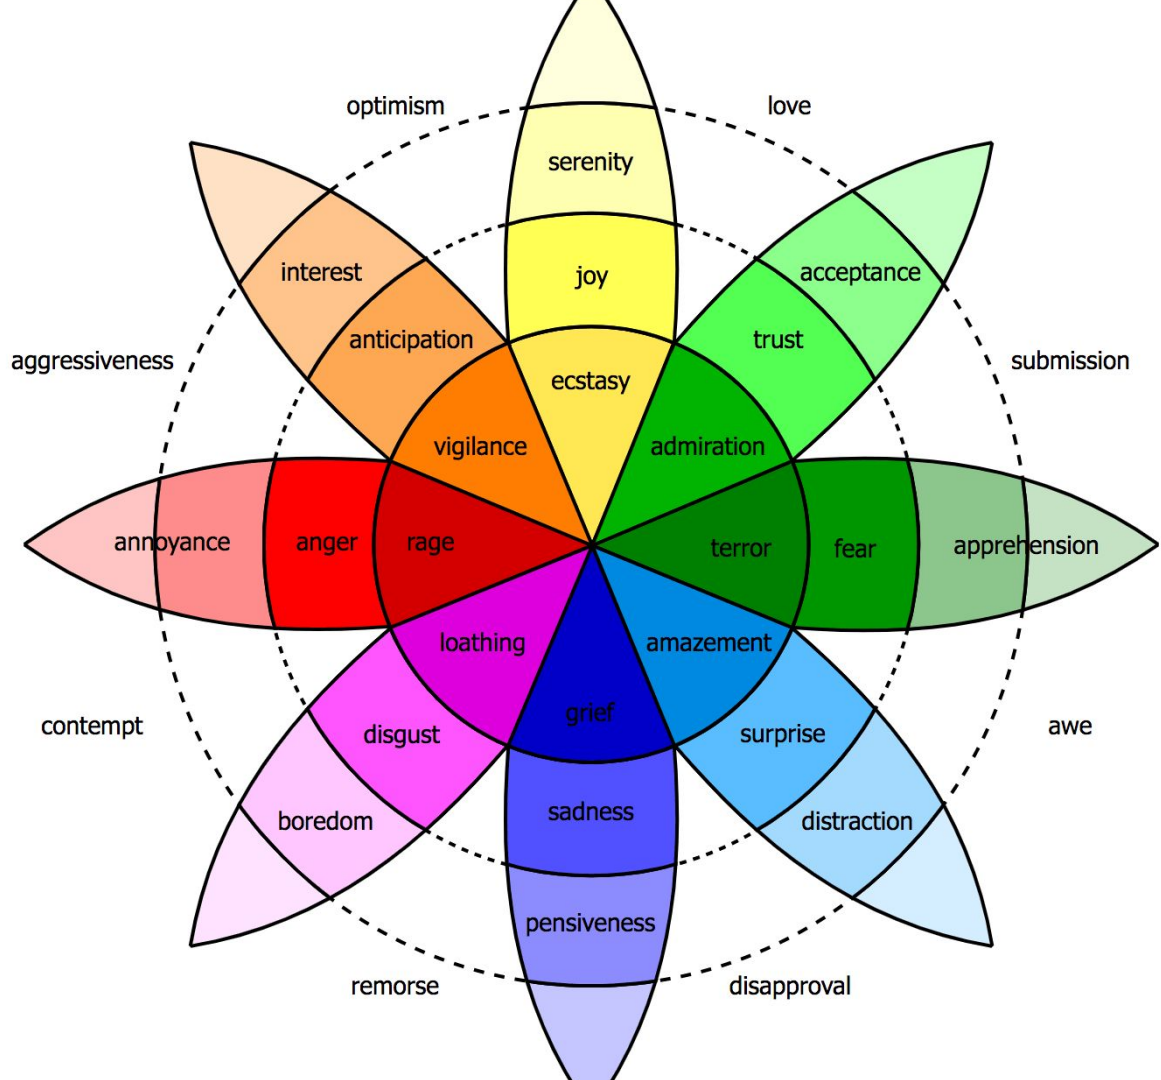 optimism
love
serenity
interest
joy
acceptance
anticipation
trust
aggressiveness
submission
ecstasy
vigilance
admiration
annoyance
anger
rage
terror
fear
apprehension
loathing
amazement
grief
contempt
awe
disgust
surprise
sadness
boredom
distraction
pensiveness
remorse
disapproval